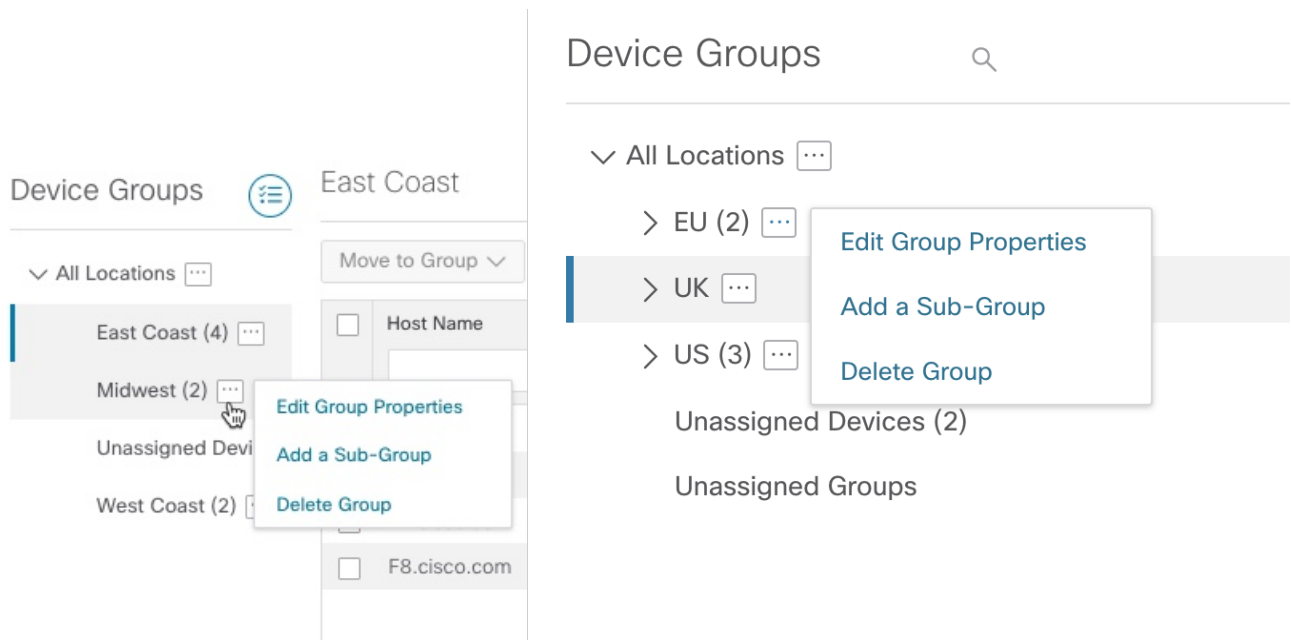 Device Groups
East Coast
All Locations
Move to Group
East Coast (4)
Host Name
Midwest (2)
Edit Group Properties
Unassigned Devi
Add a Sub-Group
West Coast (2)
Delete Group
F8.cisco.com
Device Groups
All Locations
EU (2)
Edit Group Properties
UK
Add a Sub-Group
US (3)
Delete Group
Unassigned Devices (2)
Unassigned Groups